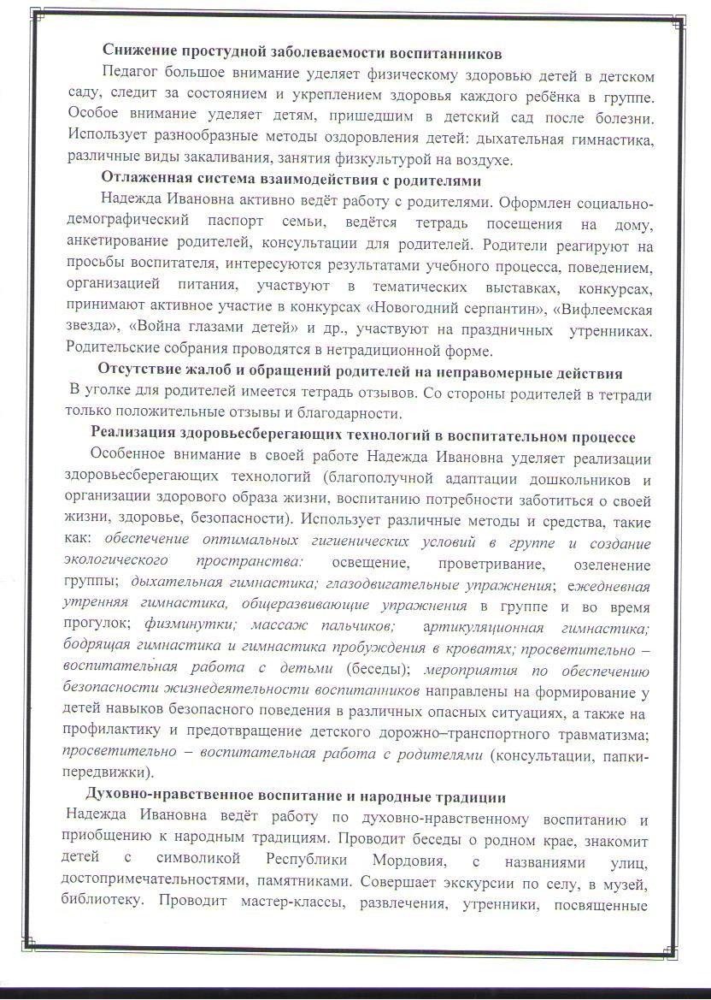 Снижение простудной заболеваемости воспитанников
Педагог большое внимание уделяет физическому здоровью детей в детском
саду, следит за состоянием и укреплением здоровья каждого ребёнка в группе.
Особое внимание уделяет детям, пришедшим в детский сад после болезни.
Использует разнообразные методы оздоровления детей: дыхательная гимнастика,
различные виды закаливания, занятия физкультурой на воздухе.
Отлаженная система взаимодействия с родителями
Надежда Ивановна активно ведёт работу с родителями. Оформлен социально-
демографический паспорт семьи, ведётся тетрадь посещения на дому,
анкетирование родителей, консультации для родителей. Родители реагируют на
просьбы воспитателя, интересуются результатами учебного процесса, поведением,
организацией питания, участвуют в тематических выставках, конкурсах,
принимают активное участие в конкурсах «Новогодний серпантин», «Вифлеемская
звезда», «Война глазами детей» и др., участвуют на праздничных утренниках.
Родительские собрания проводятся в нетрадиционной форме.
Отсутствие жалоб и обращений родителей на неправомерные действия
В уголке для родителей имеется тетрадь отзывов. Со стороны родителей в тетради
только положительные отзывы и благодарности.
Реализация здоровьесберегающих технологий в воспитательном процессе
Особенное внимание в своей работе Надежда Ивановна уделяет реализации
здоровьесберегающих технологий (благополучной адаптации дошкольников и
организации здорового образа жизни, воспитанию потребности заботиться о своей
жизни, здоровье, безопасности). Использует различные методы и средства, такие
как: обеспечение оптимальных гигиенических условий в группе и создание
экологического пространства: освещение, проветривание, озеленение
группы; дыхательная гимнастика; глазодвигательные упражнения; ежедневная
утренняя гимнастика, общеразвивающие упражнения в группе и во время
прогулок; физминутки; массаж пальчиков; артикуляционная гимнастика;
бодрящая гимнастика и гимнастика пробуждения в кроватях; просветительно –
воспитательная работа с детьми (беседы); мероприятия по обеспечению
безопасности жизнедеятельности воспитанников направлены на формирование у
детей навыков безопасного поведения в различных опасных ситуациях, а также на
профилактику и предотвращение детского дорожно–транспортного травматизма;
просветительно – воспитательная работа с родителями (консультации, папки-
передвижки).
Духовно-нравственное воспитание и народные традиции
Надежда Ивановна ведёт работу по духовно-нравственному воспитанию и
приобщению к народным традициям. Проводит беседы о родном крае, знакомит
детей с символикой Республики Мордовия, с названиями улиц,
достопримечательностями, памятниками. Совершает экскурсии по селу, в музей,
библиотеку. Проводит мастер-классы, развлечения, утренники, посвященные